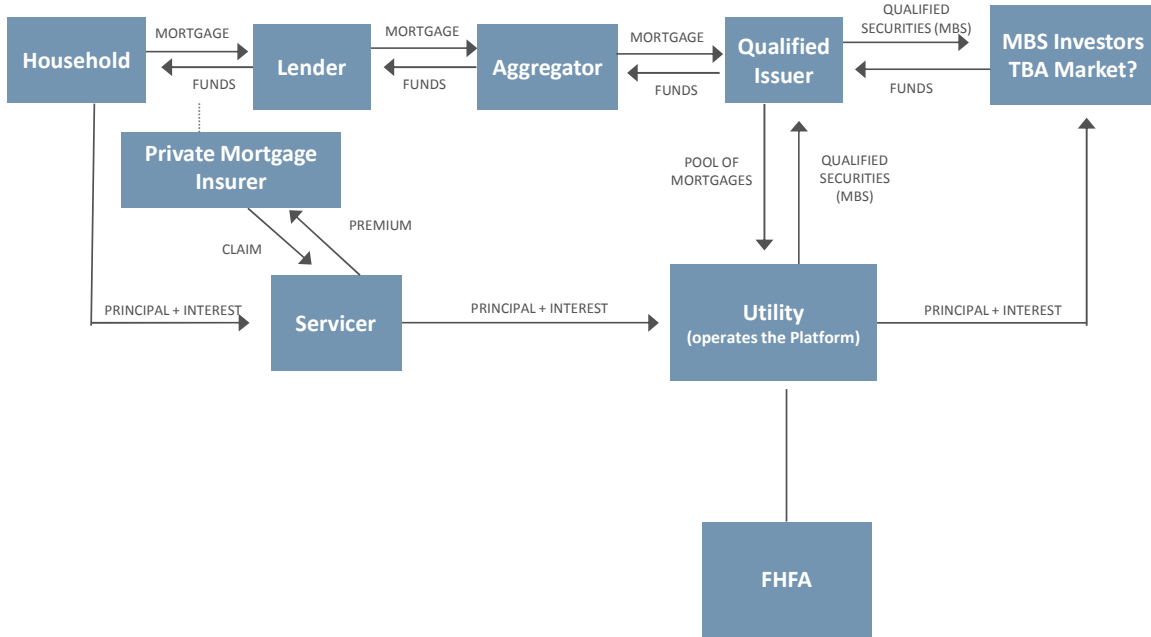 Household
MORTGAGE
FUNDS
Lender
MORTGAGE
FUNDS
Aggregator
MORTGAGE
FUNDS
Qualified
Issuer
QUALIFIED
SECURITIES (MBS)
FUNDS
MBS Investors
TBA Market?
Private Mortgage
Insurer
CLAIM
PREMIUM
POOL OF
MORTGAGES
QUALIFIED
SECURITIES
(MBS)
PRINCIPAL + INTEREST
Servicer
PRINCIPAL + INTEREST
Utility
(operates the Platform)
PRINCIPAL + INTEREST
FHFA